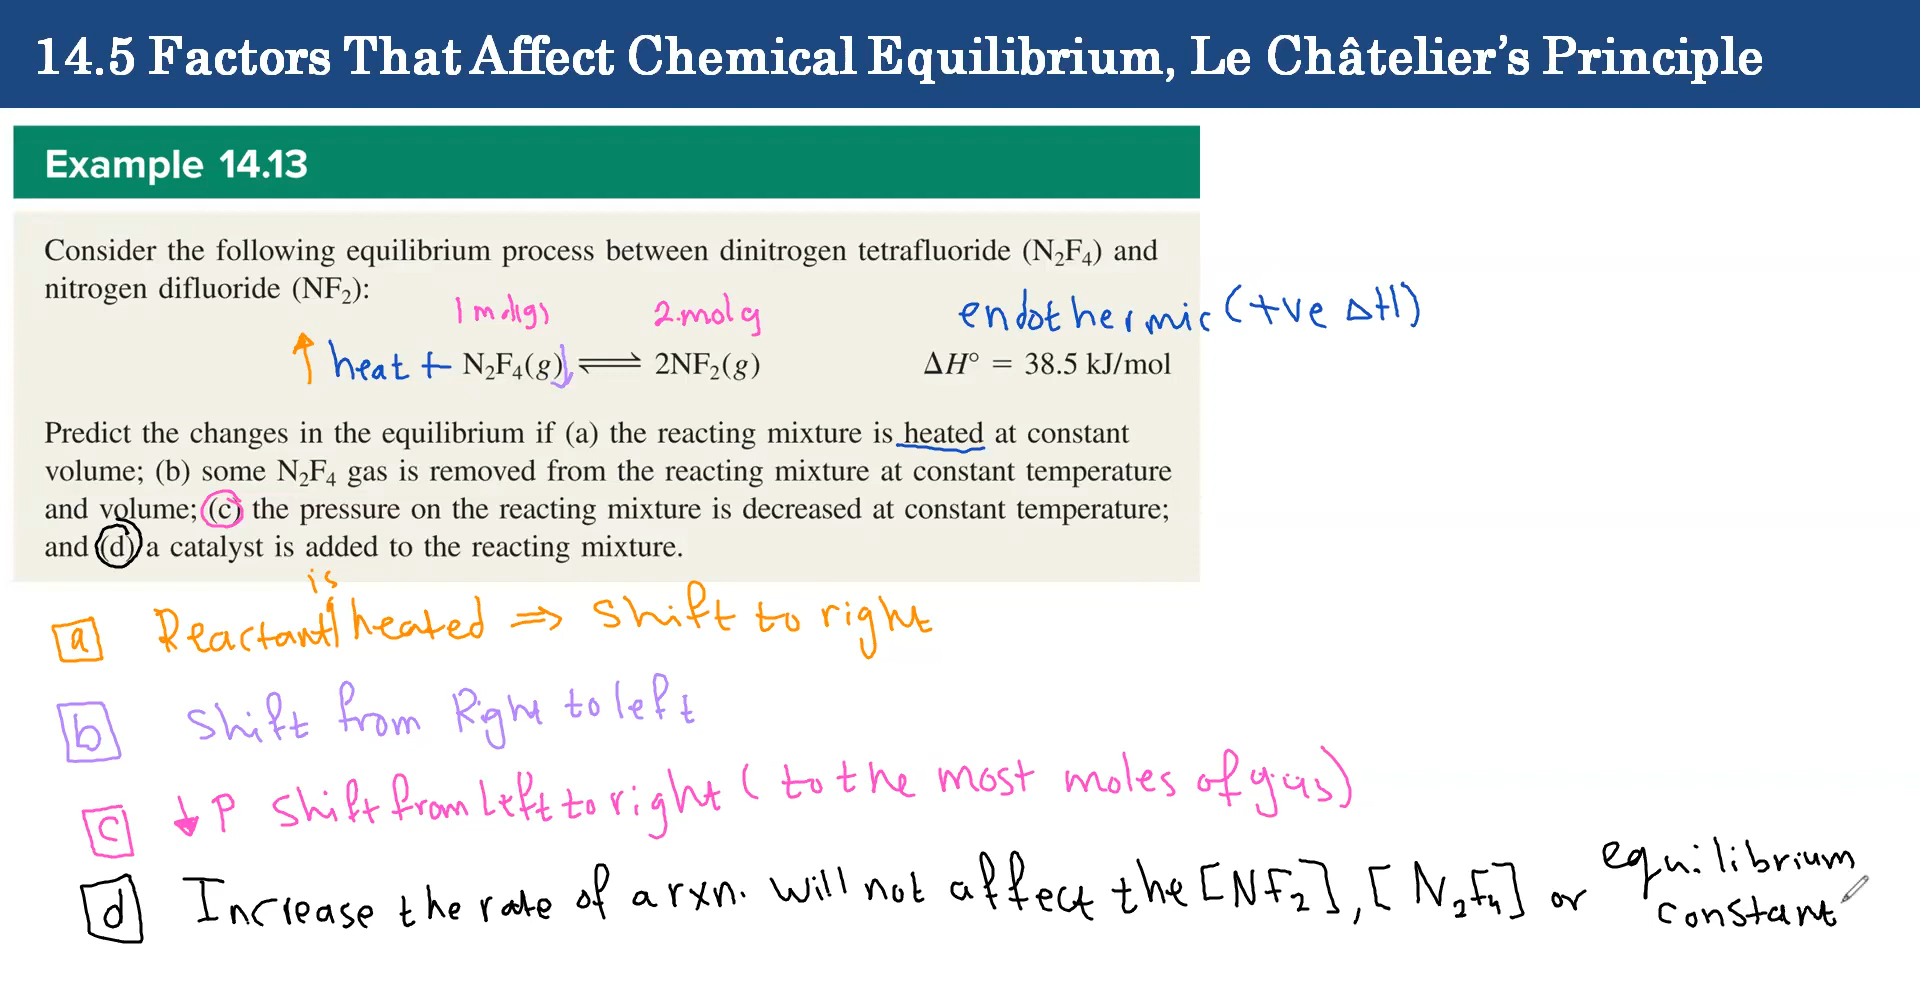 14.5 Factors That Affect Chemical Equilibrium, Le Châtelier’s Principle
Example 14.13
Consider the following equilibrium process between dinitrogen tetrafluoride (N₂F₄) and
nitrogen difluoride (NF₂):
1 mol(g) 2 mol g endothermic (+ve ΔH)
↑ heat + N₂F₄(g) ↓ ⇌ 2NF₂(g) ΔH° = 38.5 kJ/mol
Predict the changes in the equilibrium if (a) the reacting mixture is heated at constant
volume; (b) some N₂F₄ gas is removed from the reacting mixture at constant temperature
and volume; (c) the pressure on the reacting mixture is decreased at constant temperature;
and (d) a catalyst is added to the reacting mixture.
is
a Reactant heated ⇒ shift to right
b Shift from Right to left
c ↓ P Shift from Left to right (to the most moles of gas)
d Increase the rate of a rxn. will not affect the [NF₂], [N₂F₄] or equilibrium
constant